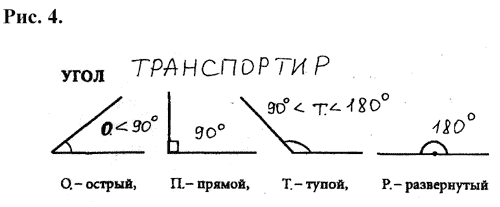 Рис. 4.
УГОЛ ТРАНСПОРТИР
О < 90° 90° 90° < Т. < 180° 180°
О.– острый, П.– прямой, Т.– тупой, Р.– развернутый